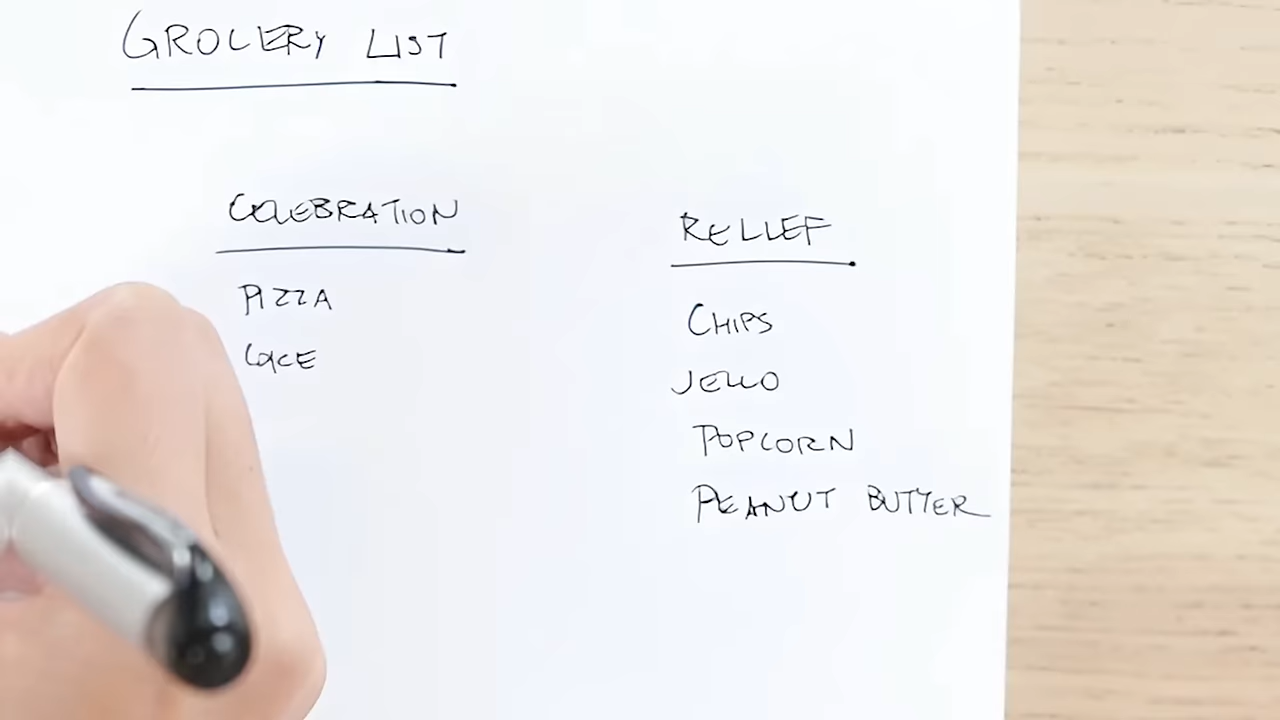 GROCERY LIST
CELEBRATION
PIZZA
CAKE
RELIEF
CHIPS
JELLO
POPCORN
PEANUT BUTTER